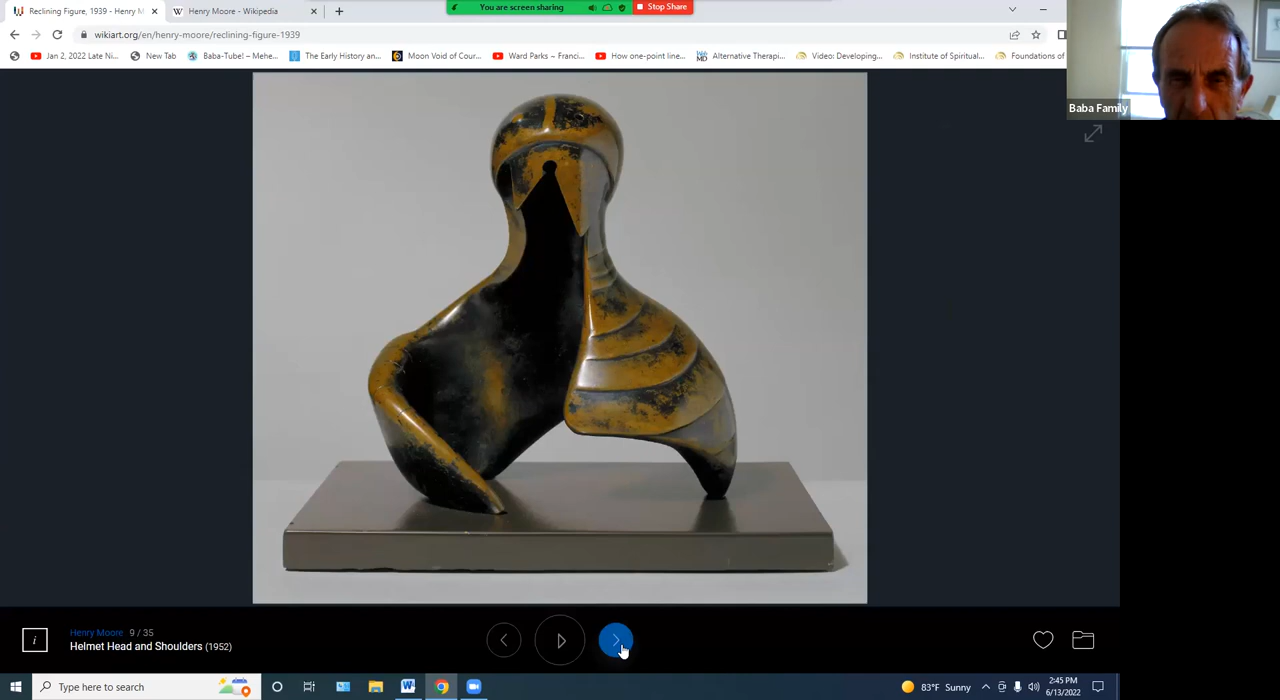 Reclining Figure, 1939 - Henry M
Henry Moore - Wikipedia
You are screen sharing
Stop Share
wikiart.org/en/henry-moore/reclining-figure-1939
Jan 2, 2022 Late Ni...
New Tab
Baba-Tube! – Mehe...
The Early History an...
Moon Void of Cour...
Ward Parks – Franci...
How one-point line...
Alternative Therapi...
Video: Developing...
Institute of Spiritual...
Foundations of
Baba Family
Henry Moore 9 / 35
Helmet Head and Shoulders (1952)
Type here to search
83°F Sunny
2:45 PM
6/13/2022